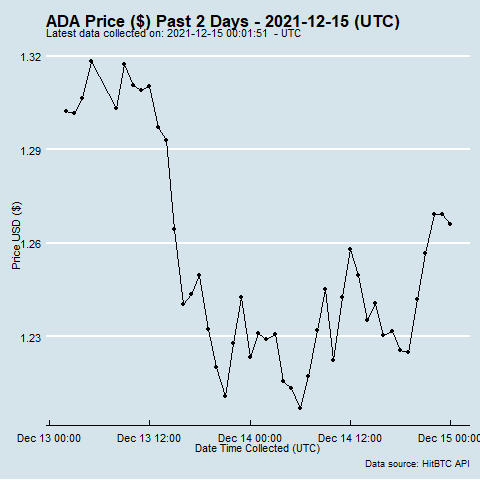 ADA Price ($) Past 2 Days - 2021-12-15 (UTC)
Latest data collected on: 2021-12-15 00:01:51  - UTC
1.32
1.29
1.26
1.23
Price USD ($)
Dec 13 00:00
Dec 13 12:00
Dec 14 00:00
Dec 14 12:00
Dec 15 00:00
Date Time Collected (UTC)
Data source: HitBTC API